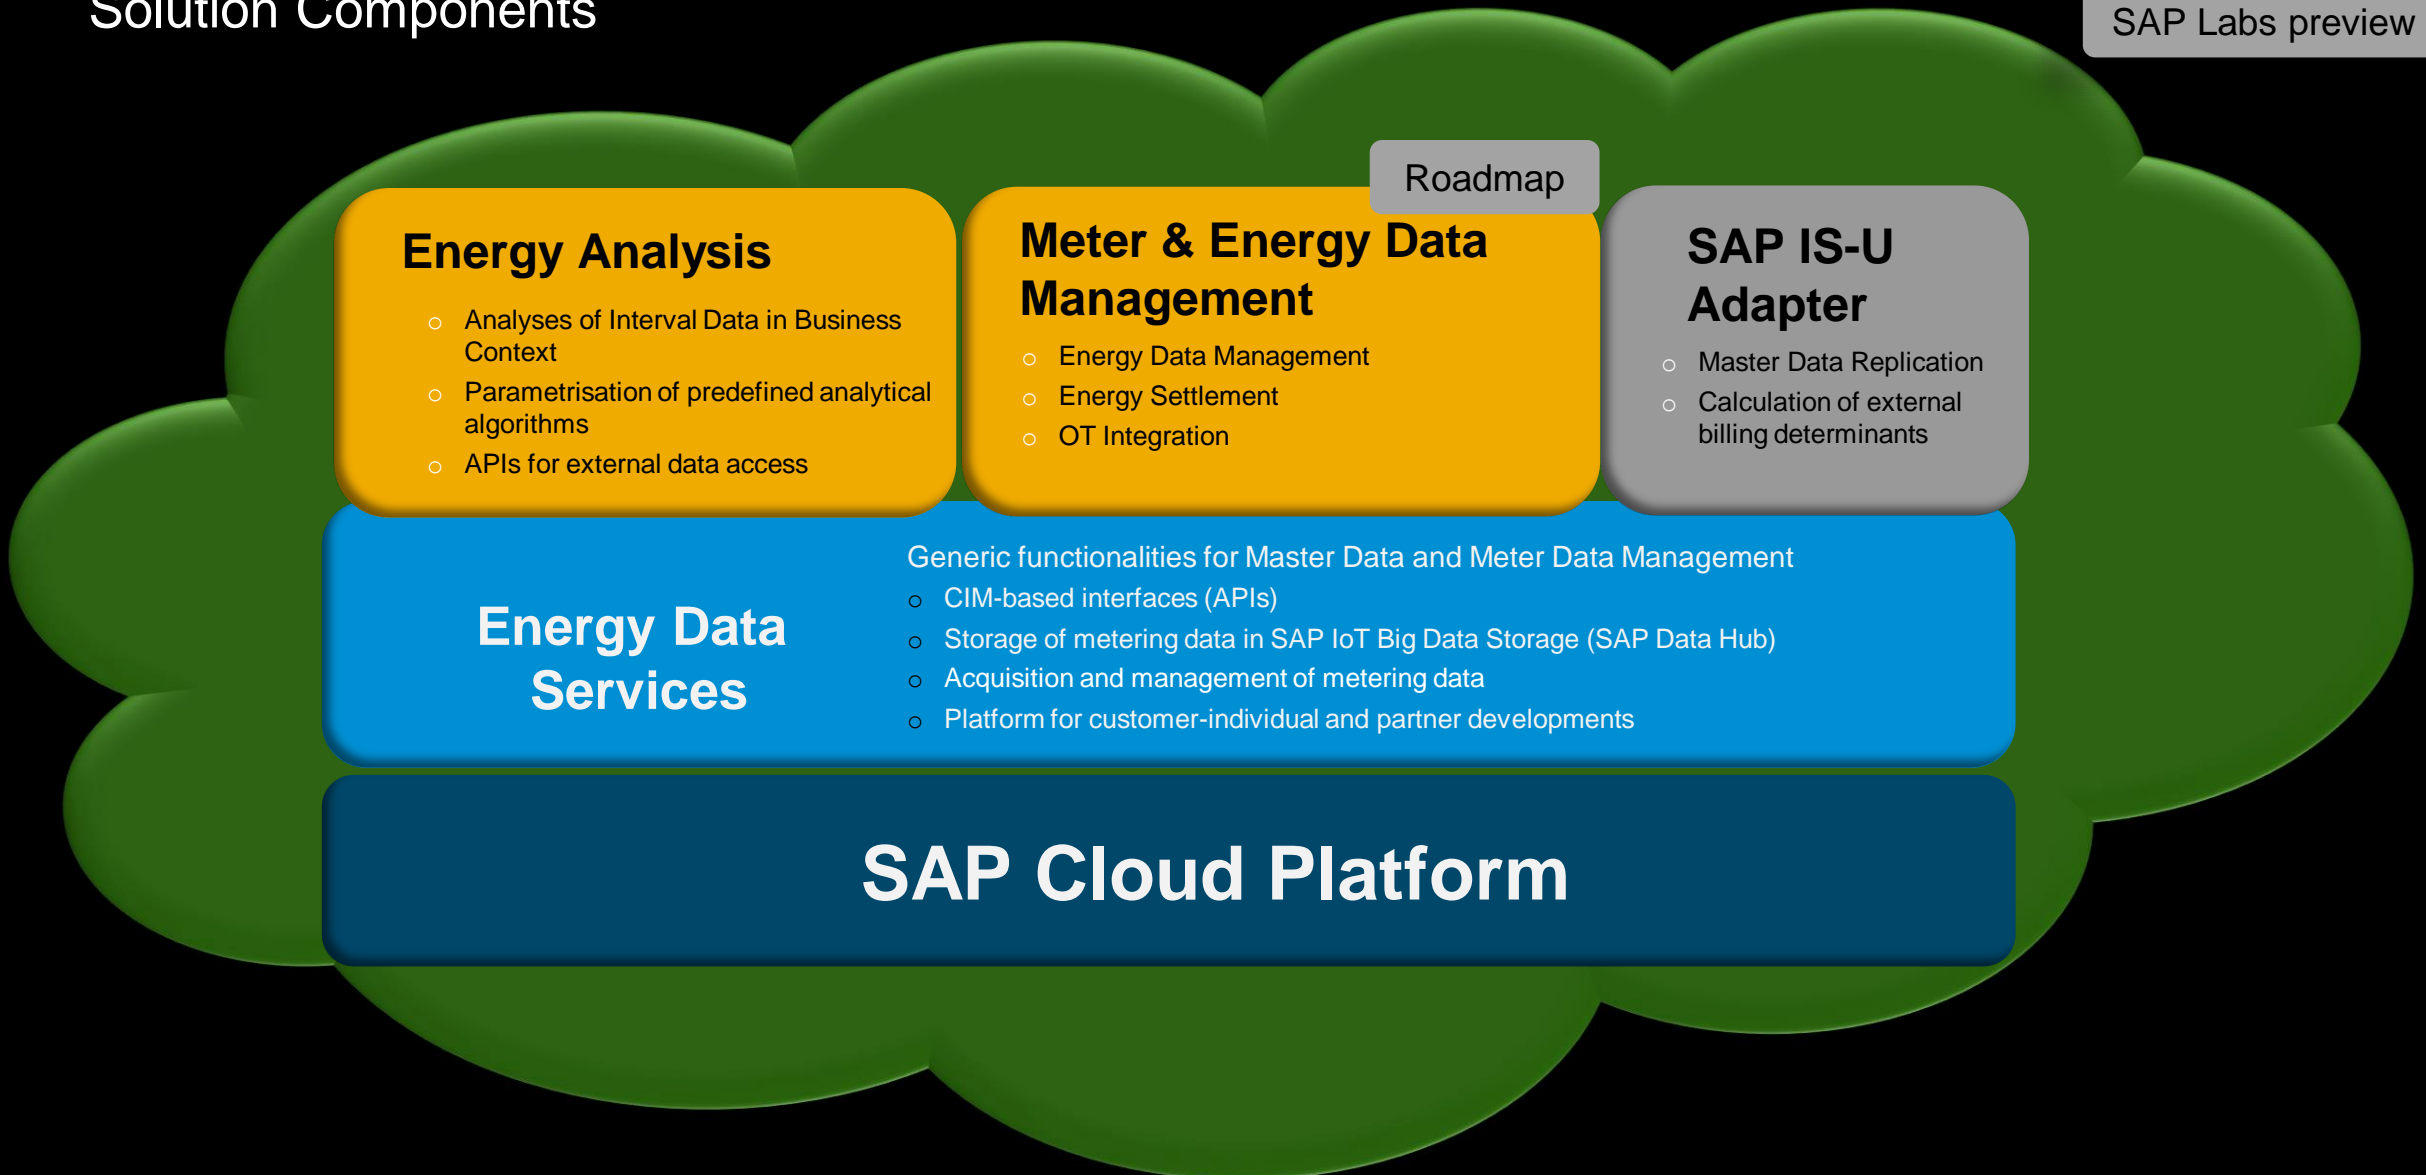 Solution Components
SAP Labs preview
Roadmap
Energy Analysis
Analyses of Interval Data in Business
Context
Parametrisation of predefined analytical
algorithms
APIs for external data access
Meter & Energy Data
Management
Energy Data Management
Energy Settlement
OT Integration
SAP IS-U
Adapter
Master Data Replication
Calculation of external
billing determinants
Energy Data
Services
Generic functionalities for Master Data and Meter Data Management
CIM-based interfaces (APIs)
Storage of metering data in SAP IoT Big Data Storage (SAP Data Hub)
Acquisition and management of metering data
Platform for customer-individual and partner developments
SAP Cloud Platform